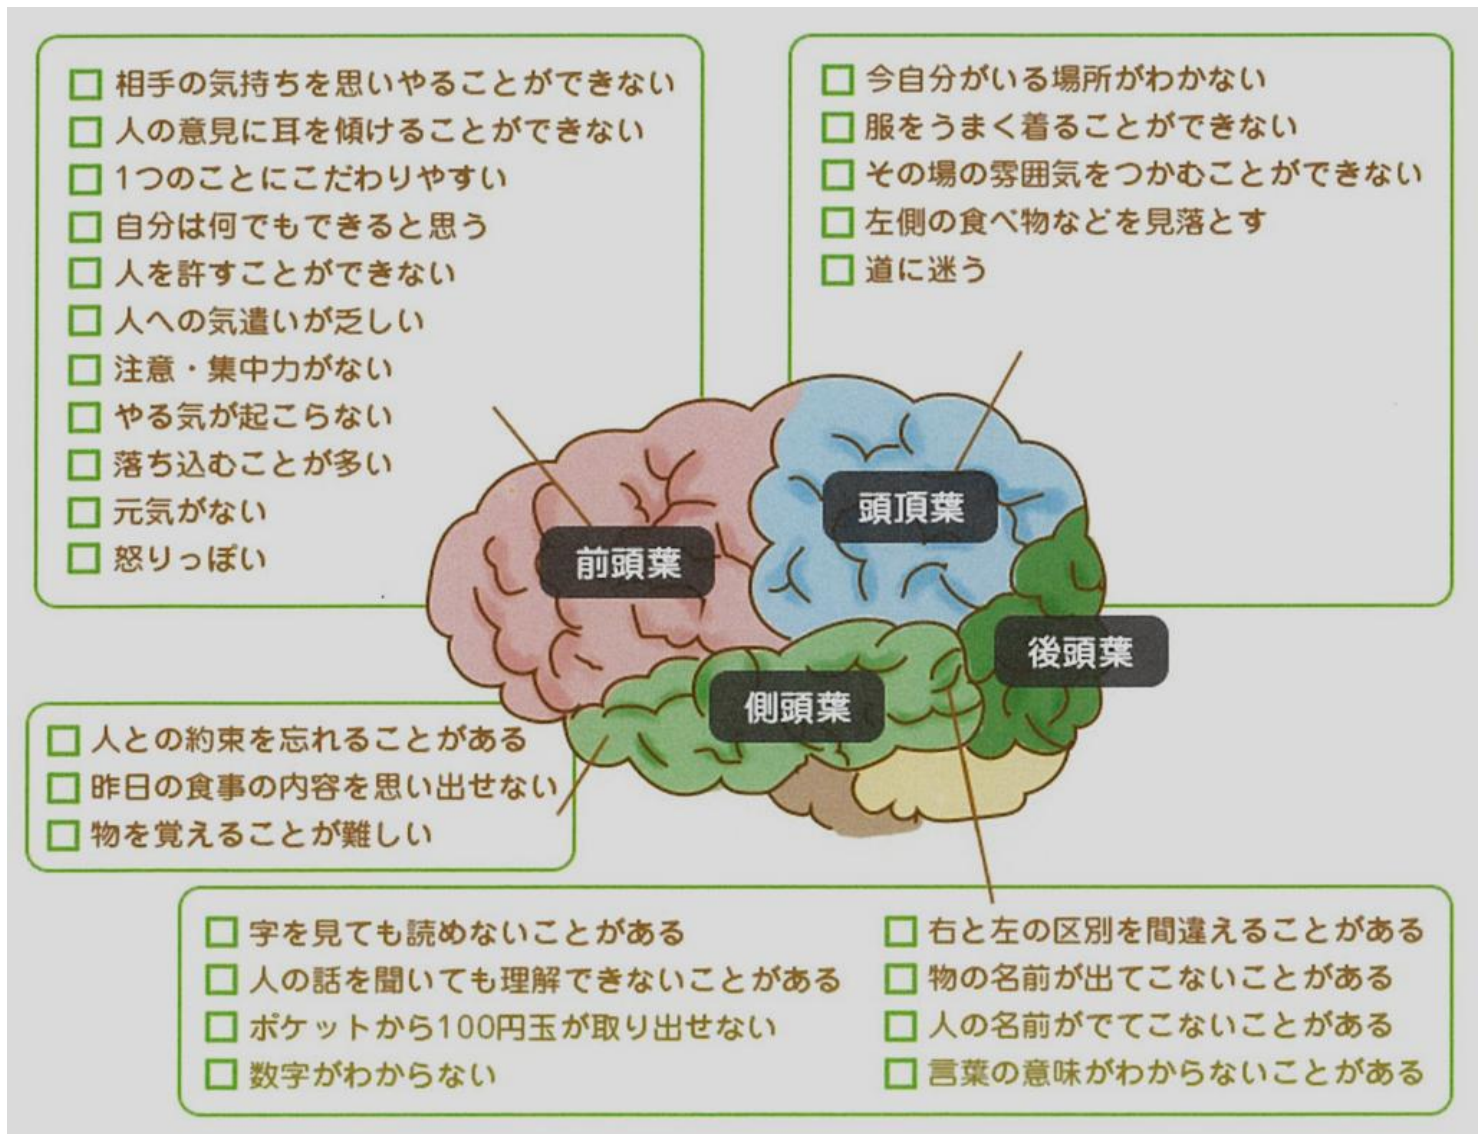 相手の気持ちを思いやることができない
人の意見に耳を傾けることができない
1つのことにこだわりやすい
自分は何でもできると思う
人を許すことができない
人への気遣いが乏しい
注意・集中力がない
やる気が起こらない
落ち込むことが多い
元気がない
怒りっぽい
今自分がいる場所がわかない
服をうまく着ることができない
その場の雰囲気をつかむことができない
左側の食べ物などを見落とす
道に迷う
頭頂葉
前頭葉
後頭葉
側頭葉
人との約束を忘れることがある
昨日の食事の内容を思い出せない
物を覚えることが難しい
字を見ても読めないことがある
人の話を聞いても理解できないことがある
ポケットから100円玉が取り出せない
数字がわからない
右と左の区別を間違えることがある
物の名前が出てこないことがある
人の名前がでてこないことがある
言葉の意味がわからないことがある